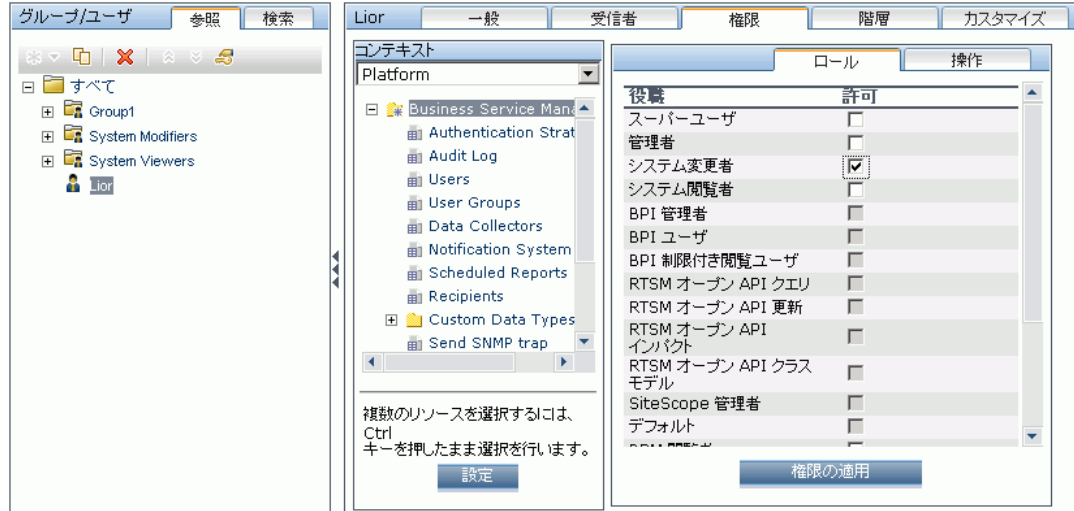 グループ/ユーザ
参照
検索
すべて
Group1
System Modifiers
System Viewers
Lior
Lior
一般
受信者
権限
階層
カスタマイズ
コンテキスト
Platform
Business Service Mana
Authentication Strat
Audit Log
Users
User Groups
Data Collectors
Notification System
Scheduled Reports
Recipients
Custom Data Types
Send SNMP trap
複数のリソースを選択するには、
Ctrl
キーを押したまま選択を行います。
設定
ロール
操作
役職 許可
スーパーユーザ
管理者
システム変更者
システム閲覧者
BPI 管理者
BPI ユーザ
BPI 制限付き閲覧ユーザ
RTSM オープン API クエリ
RTSM オープン API 更新
RTSM オープン API
インパクト
RTSM オープン API クラス
モデル
SiteScope 管理者
デフォルト
権限の適用